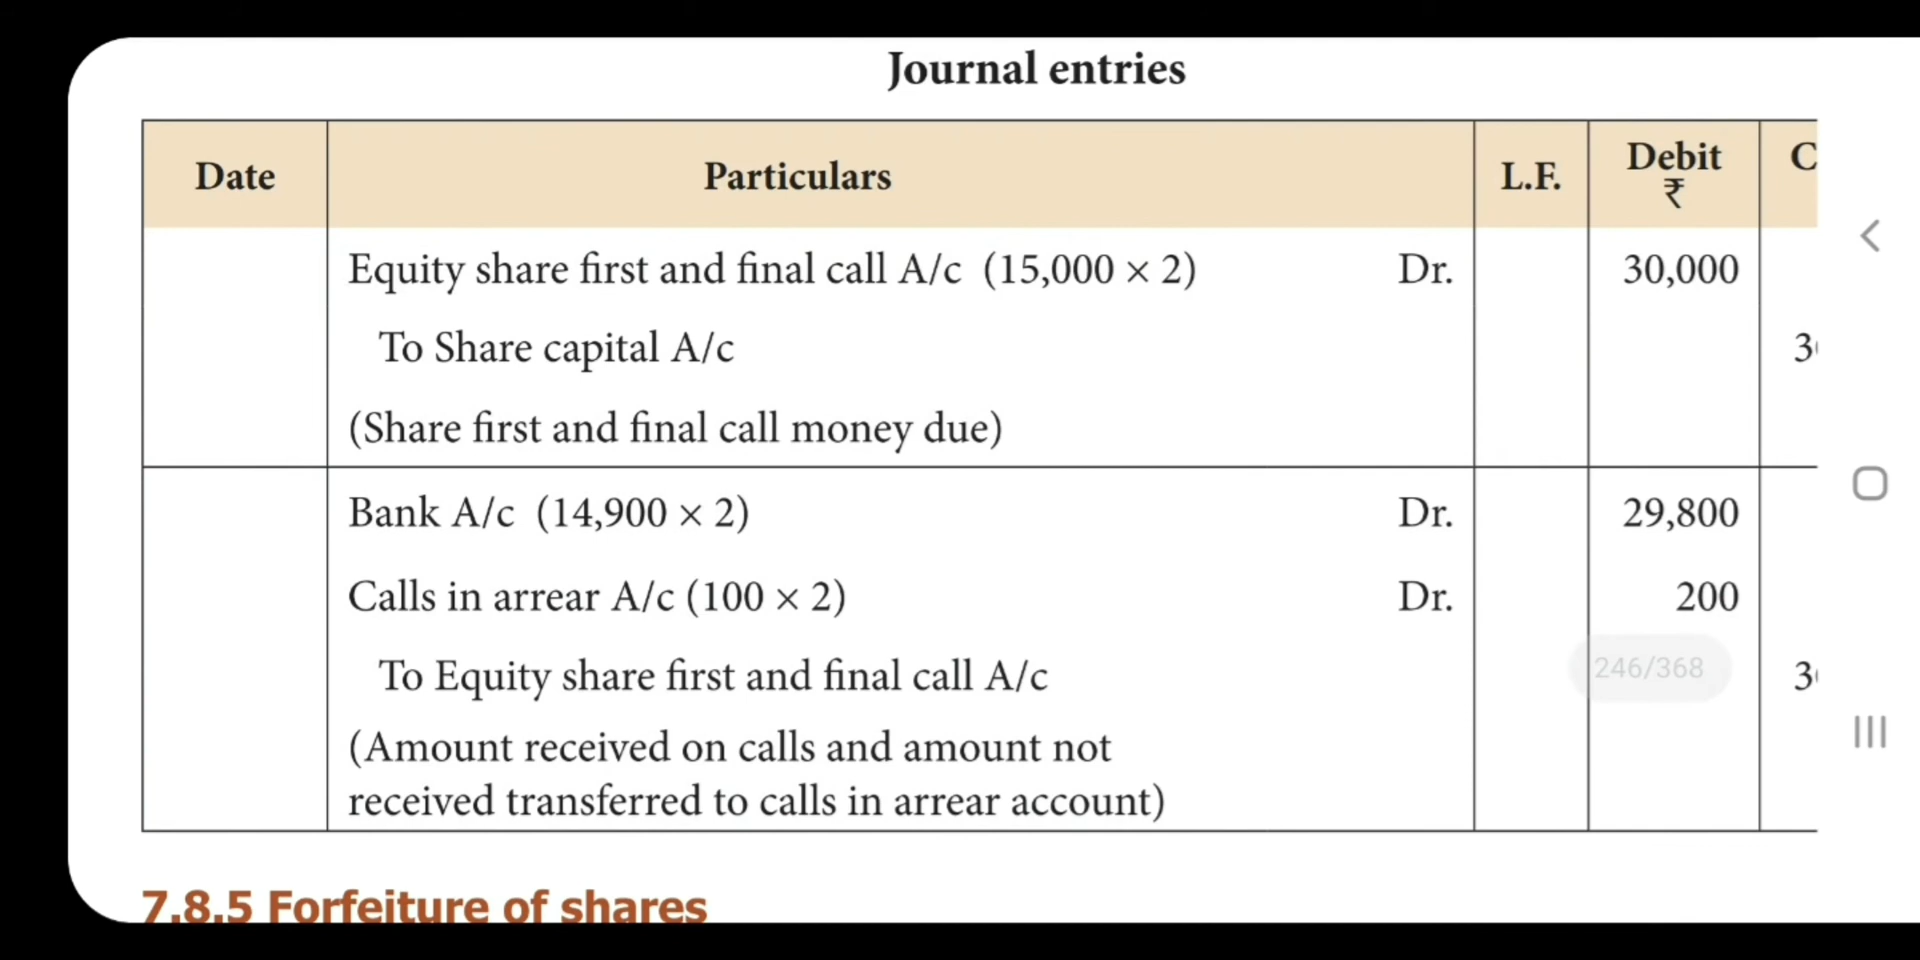 Journal entries
Date Particulars L.F. Debit ₹ C
Equity share first and final call A/c (15,000 × 2) Dr. 30,000
To Share capital A/c 3
(Share first and final call money due)
Bank A/c (14,900 × 2) Dr. 29,800
Calls in arrear A/c (100 × 2) Dr. 200
246/368
To Equity share first and final call A/c 3
(Amount received on calls and amount not
received transferred to calls in arrear account)
7.8.5 Forfeiture of shares